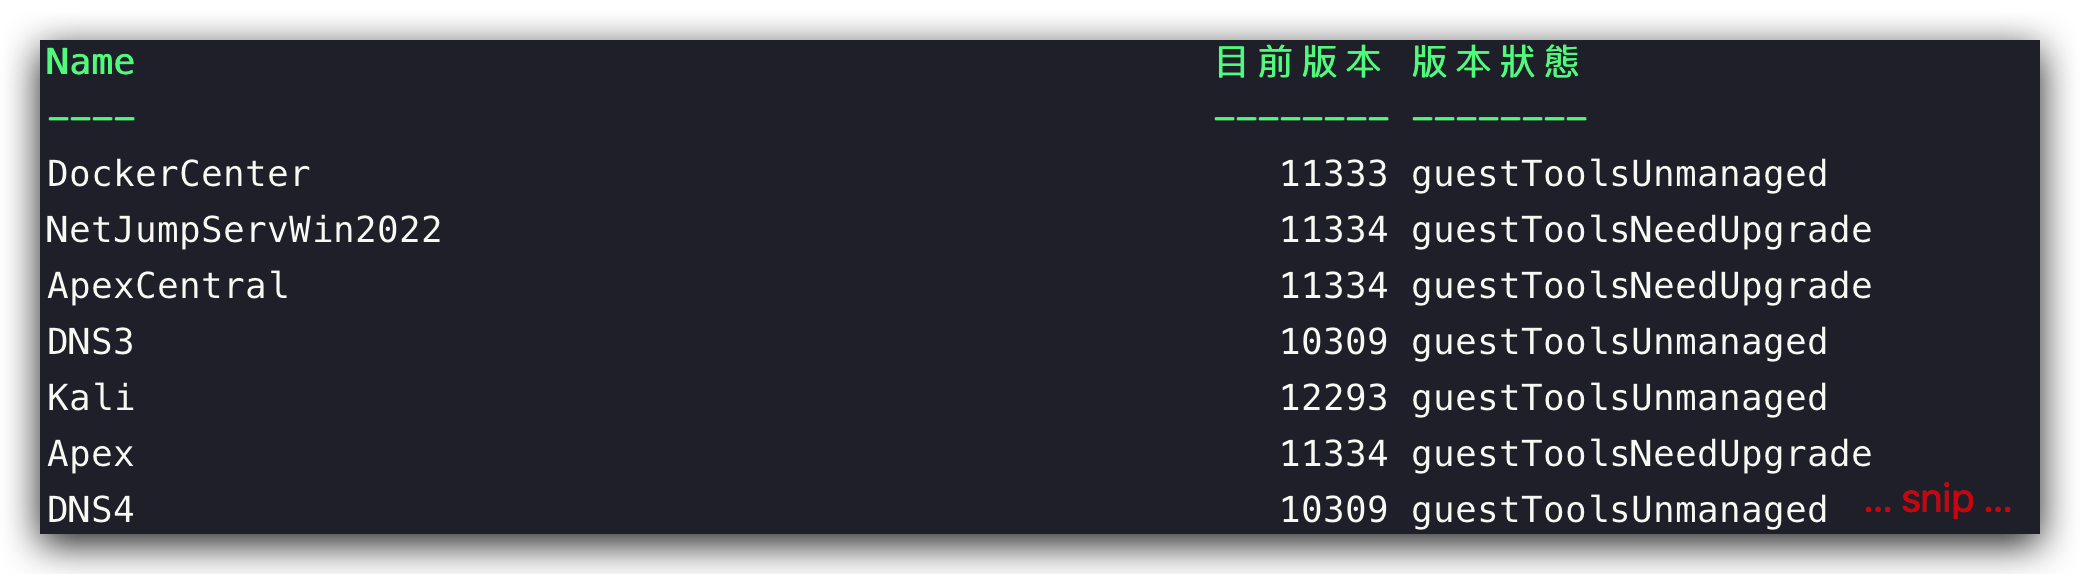 Name 目前版本 版本狀態
---- -------- --------
DockerCenter 11333 guestToolsUnmanaged
NetJumpServWin2022 11334 guestToolsNeedUpgrade
ApexCentral 11334 guestToolsNeedUpgrade
DNS3 10309 guestToolsUnmanaged
Kali 12293 guestToolsUnmanaged
Apex 11334 guestToolsNeedUpgrade
DNS4 10309 guestToolsUnmanaged ... snip ...